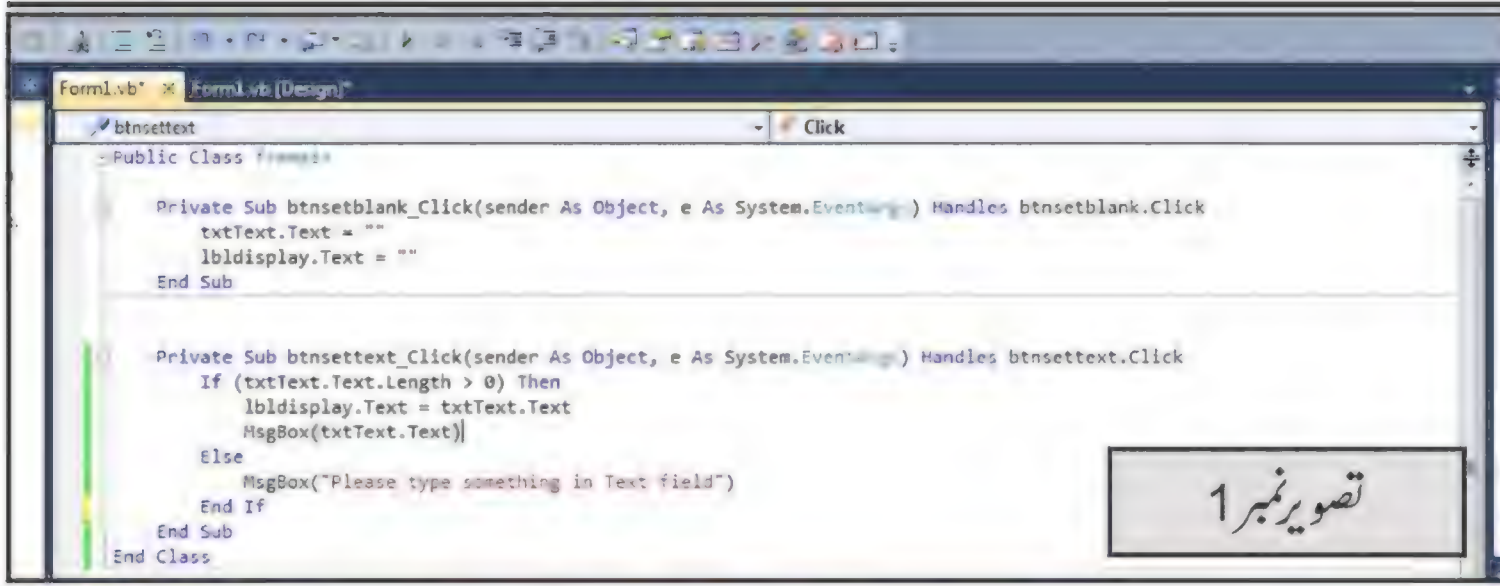 Form1.vb* × Form1.vb [Design]*
btnsettext Click
Public Class
Private Sub btnsetblank_Click(sender As Object, e As System.EventArgs) Handles btnsetblank.Click
txtText.Text = ""
lbldisplay.Text = ""
End Sub
Private Sub btnsettext_Click(sender As Object, e As System.EventArgs) Handles btnsettext.Click
If (txtText.Text.Length > 0) Then
lbldisplay.Text = txtText.Text
MsgBox(txtText.Text)
Else
MsgBox("Please type something in Text field")
End If
End Sub
End Class
تصویر نمبر 1